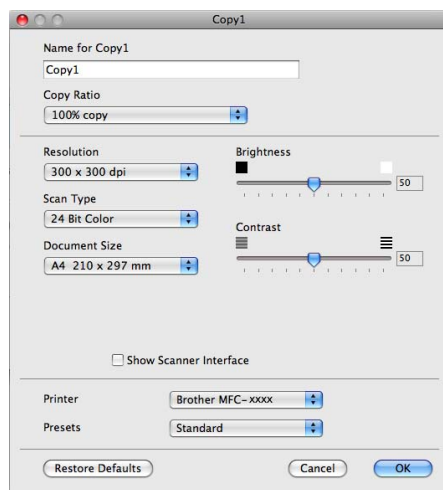 Copy1
Name for Copy1
Copy1
Copy Ratio
100% copy
Resolution
300 x 300 dpi
Scan Type
24 Bit Color
Document Size
A4 210 x 297 mm
Brightness
50
Contrast
50
Show Scanner Interface
Printer
Brother MFC-xxxx
Presets
Standard
Restore Defaults
Cancel
OK